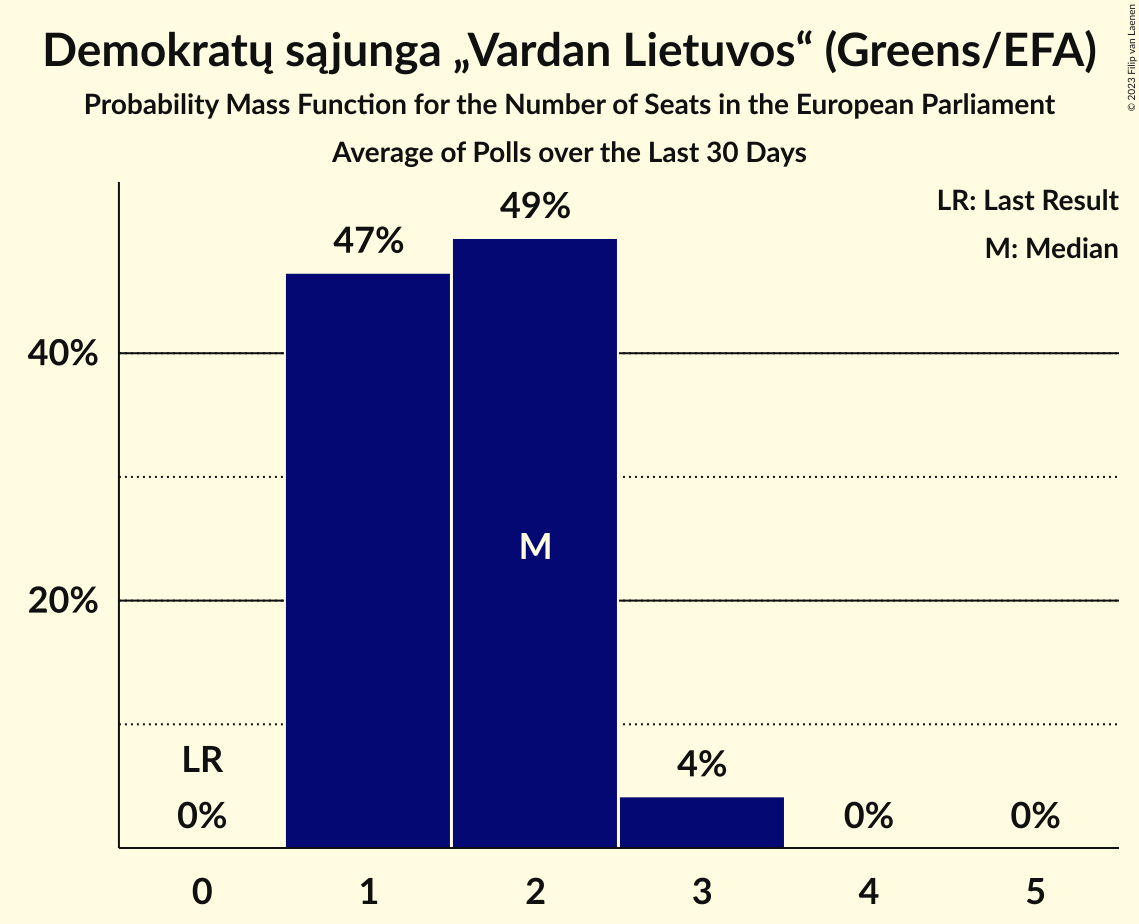 Demokratų sąjunga „Vardan Lietuvos“ (Greens/EFA)
Probability Mass Function for the Number of Seats in the European Parliament
Average of Polls over the Last 30 Days
© 2023 Filip van Laenen
LR: Last Result
M: Median
49%
47%
40%
M
20%
LR
4%
0%
0%
0%
0 1 2 3 4 5